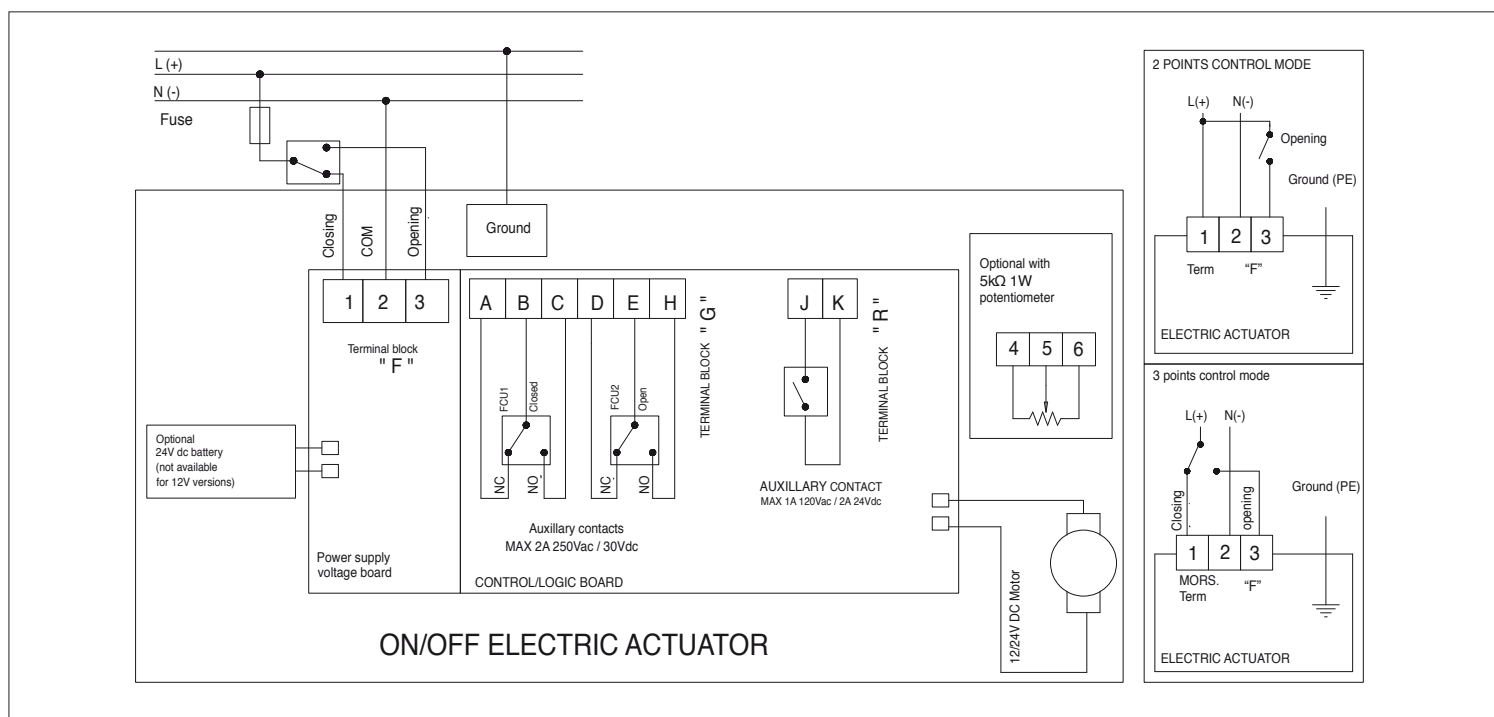 L (+)
N (-)
Fuse
Closing
COM
Opening
Ground
1 2 3
Terminal block
" F "
A B C D E H
TERMINAL BLOCK " G "
FCU1
Closed
FCU2
Open
NC
NO
NC
NO
Auxillary contacts
MAX 2A 250Vac / 30Vdc
J K
TERMINAL BLOCK " R "
AUXILLARY CONTACT
MAX 1A 120Vac / 2A 24Vdc
Optional with
5kΩ 1W
potentiometer
4 5 6
Optional
24V dc battery
(not available
for 12V versions)
Power supply
voltage board
CONTROL/LOGIC BOARD
12/24V DC Motor
ON/OFF ELECTRIC ACTUATOR
2 POINTS CONTROL MODE
L(+) N(-)
Opening
Ground (PE)
1 2 3
Term "F"
ELECTRIC ACTUATOR
3 points control mode
L(+) N(-)
Closing
opening
Ground (PE)
1 2 3
MORS.
Term "F"
ELECTRIC ACTUATOR